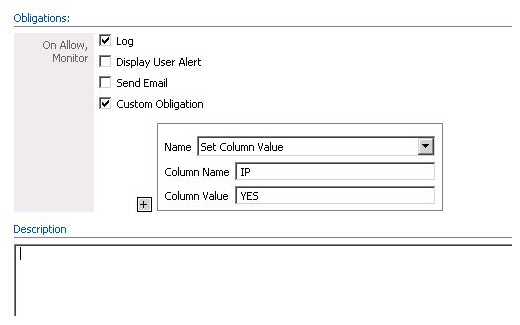 Obligations:
On Allow,
Monitor
Log
Display User Alert
Send Email
Custom Obligation
Name Set Column Value
Column Name IP
+ Column Value YES
Description